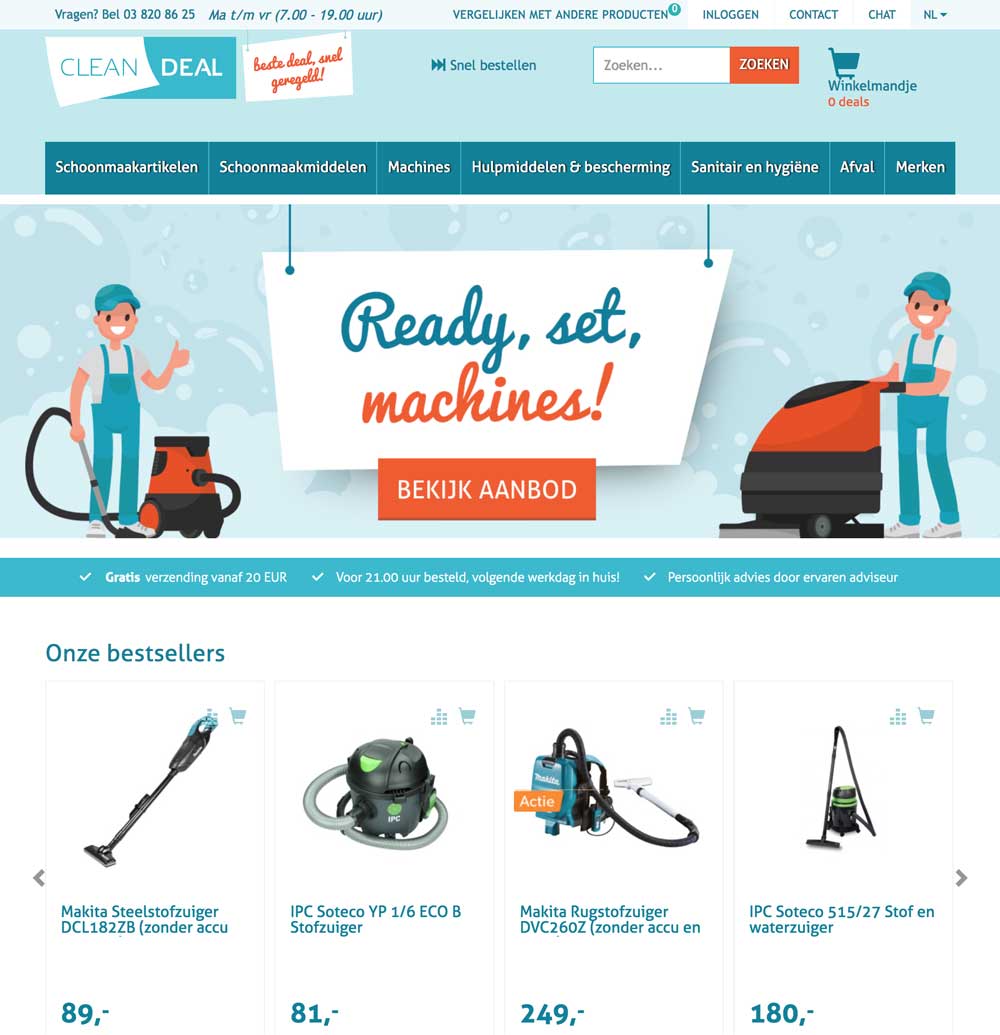 Vragen? Bel 03 820 86 25 Ma t/m vr (7.00 - 19.00 uur)
VERGELIJKEN MET ANDERE PRODUCTEN 0 INLOGGEN CONTACT CHAT NL
CLEAN DEAL
beste deal, snel
geregeld!
Snel bestellen
Zoeken...
ZOEKEN
Winkelmandje
0 deals
Schoonmaakartikelen Schoonmaakmiddelen Machines Hulpmiddelen & bescherming Sanitair en hygiëne Afval Merken
Ready, set,
machines!
BEKIJK AANBOD
Gratis verzending vanaf 20 EUR Voor 21.00 uur besteld, volgende werkdag in huis! Persoonlijk advies door ervaren adviseur
Onze bestsellers
IPC
Makita
Actie
Makita Steelstofzuiger
DCL182ZB (zonder accu
IPC Soteco YP 1/6 ECO B
Stofzuiger
Makita Rugstofzuiger
DVC260Z (zonder accu en
IPC Soteco 515/27 Stof en
waterzuiger
89,-
81,-
249,-
180,-